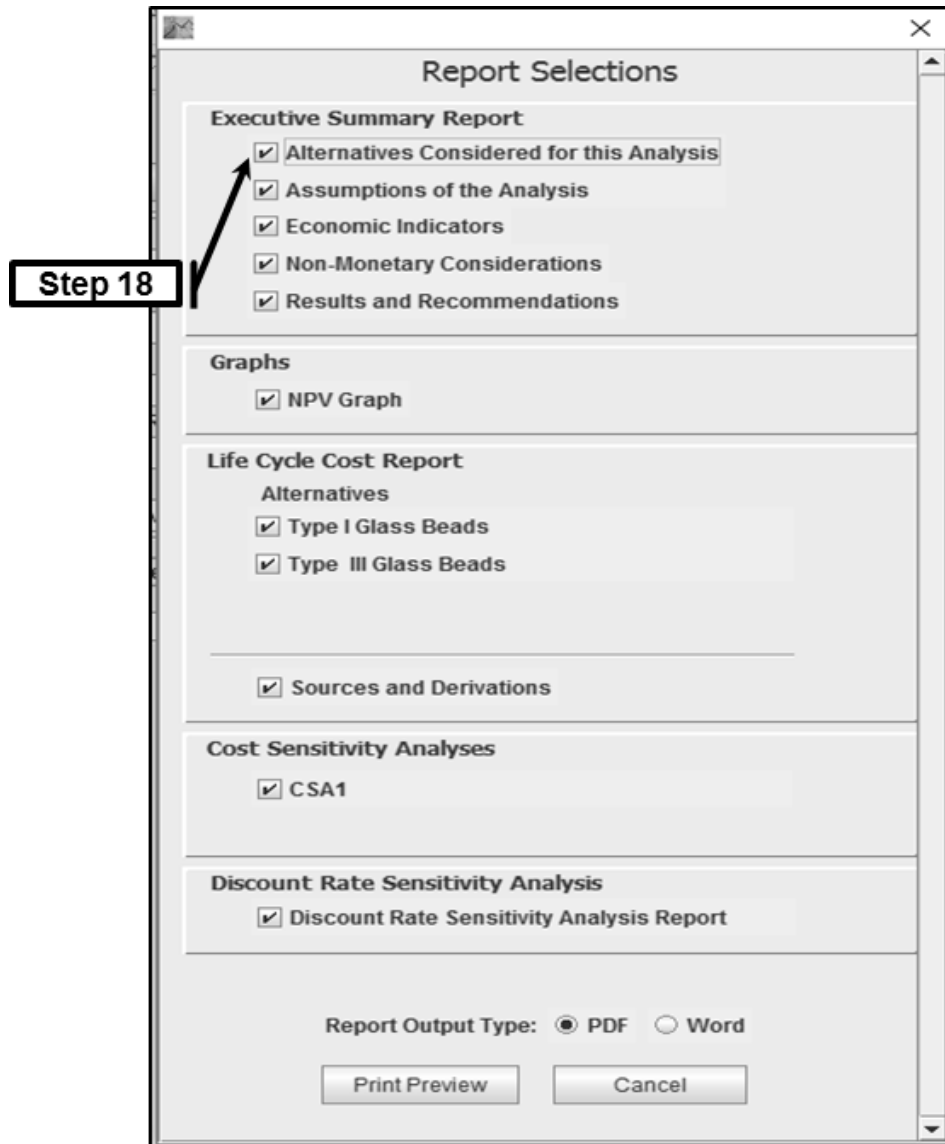 Report Selections
Executive Summary Report
Alternatives Considered for this Analysis
Assumptions of the Analysis
Economic Indicators
Non-Monetary Considerations
Step 18
Results and Recommendations
Graphs
NPV Graph
Life Cycle Cost Report
Alternatives
Type I Glass Beads
Type III Glass Beads
Sources and Derivations
Cost Sensitivity Analyses
CSA1
Discount Rate Sensitivity Analysis
Discount Rate Sensitivity Analysis Report
Report Output Type: PDF Word
Print Preview Cancel